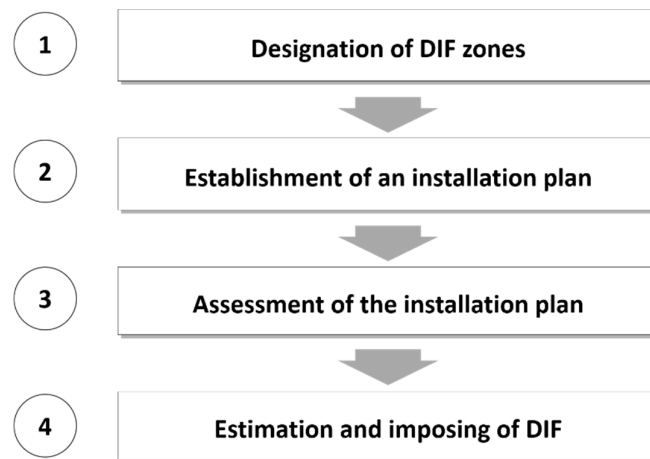 1 Designation of DIF zones
2 Establishment of an installation plan
3 Assessment of the installation plan
4 Estimation and imposing of DIF